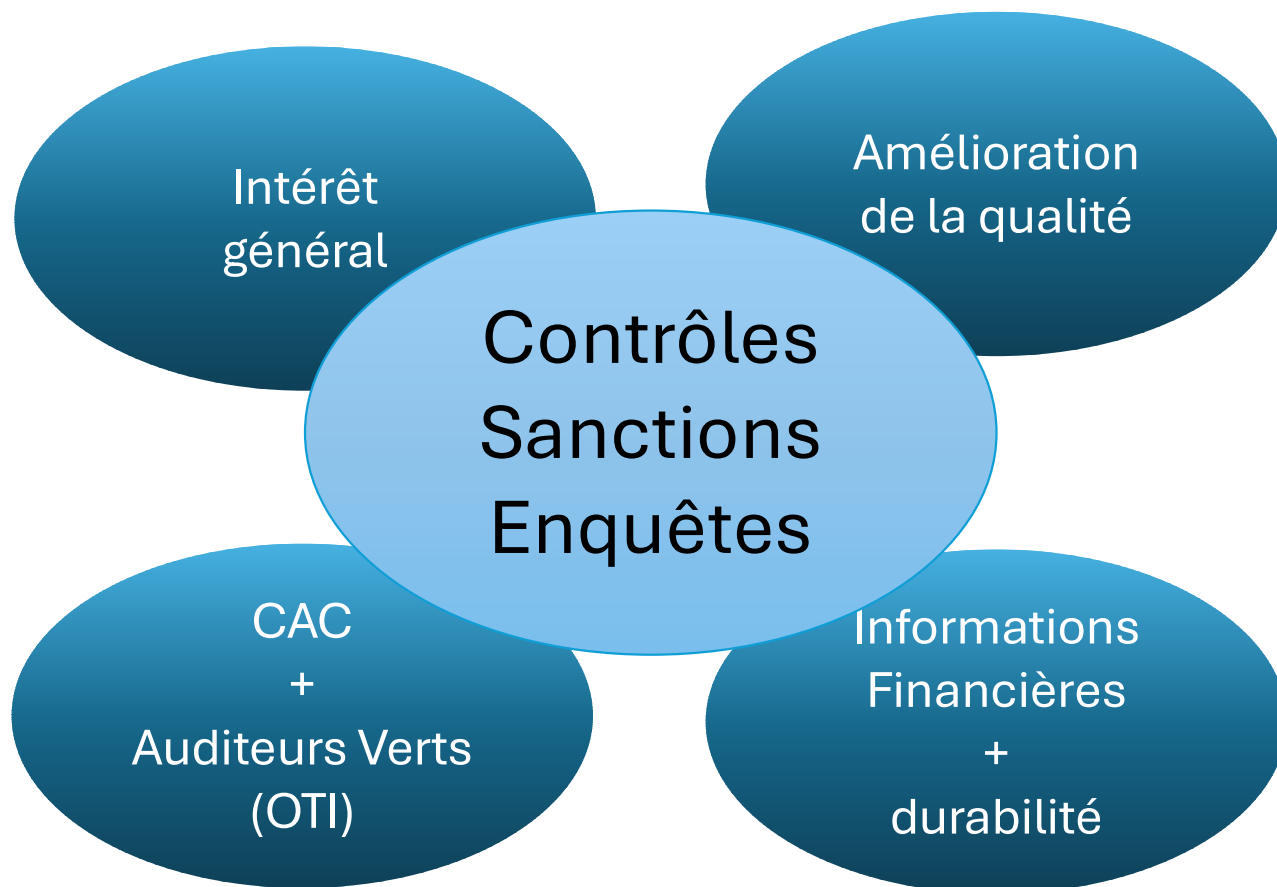 Intérêt
général
Amélioration
de la qualité
Contrôles
Sanctions
Enquêtes
CAC
+
Auditeurs Verts
(OTI)
Informations
Financières
+
durabilité